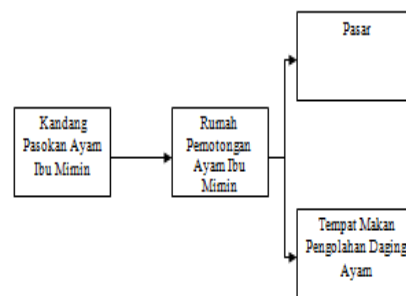 Kandang
Pasokan Ayam
Ibu Mimin
Rumah
Pemotongan
Ayam Ibu
Mimin
Pasar
Tempat Makan
Pengolahan Daging
Ayam